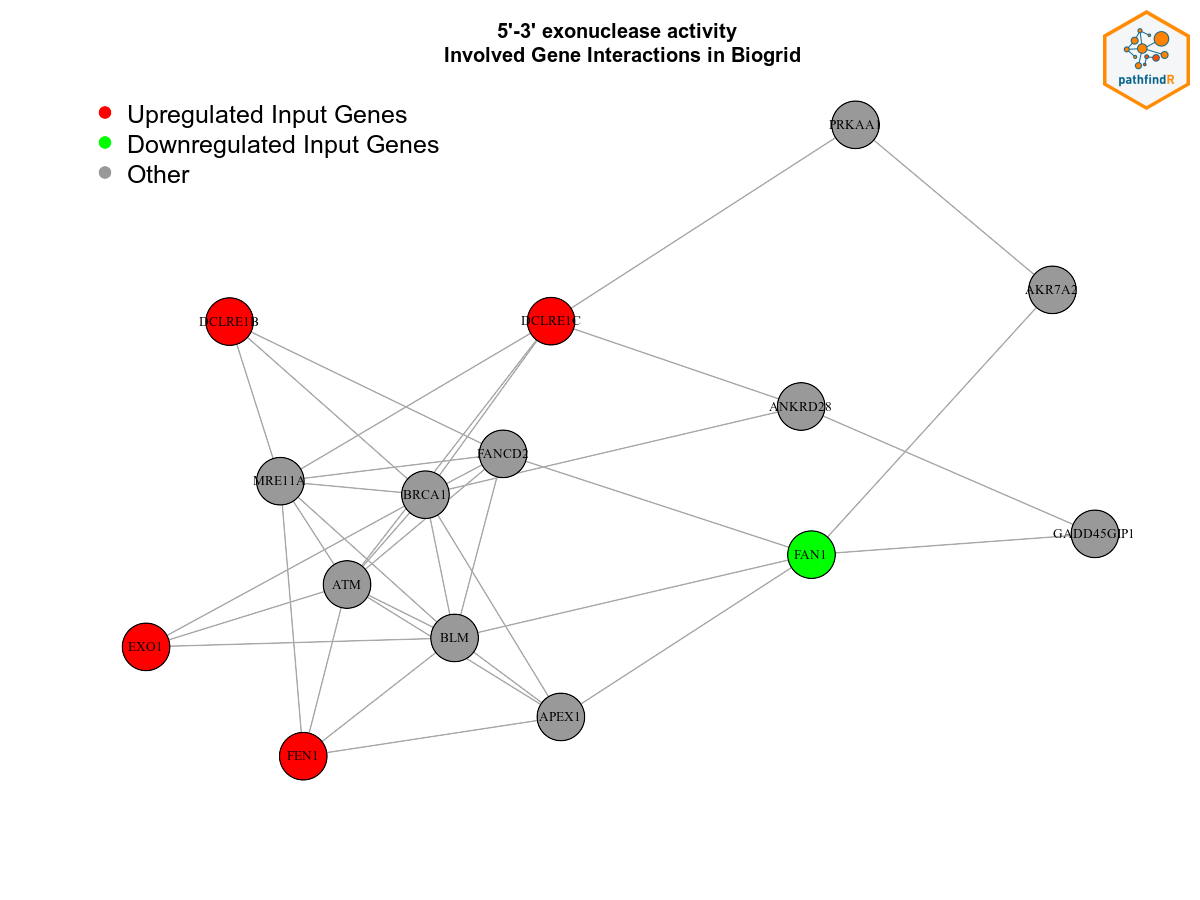 5'-3' exonuclease activity
Involved Gene Interactions in Biogrid
pathfindR
Upregulated Input Genes
Downregulated Input Genes
Other
PRKAA1
AKR7A2
DCLRE1B
DCLRE1C
ANKRD28
FANCD2
MRE11A
BRCA1
GADD45GIP1
FAN1
ATM
BLM
EXO1
APEX1
FEN1